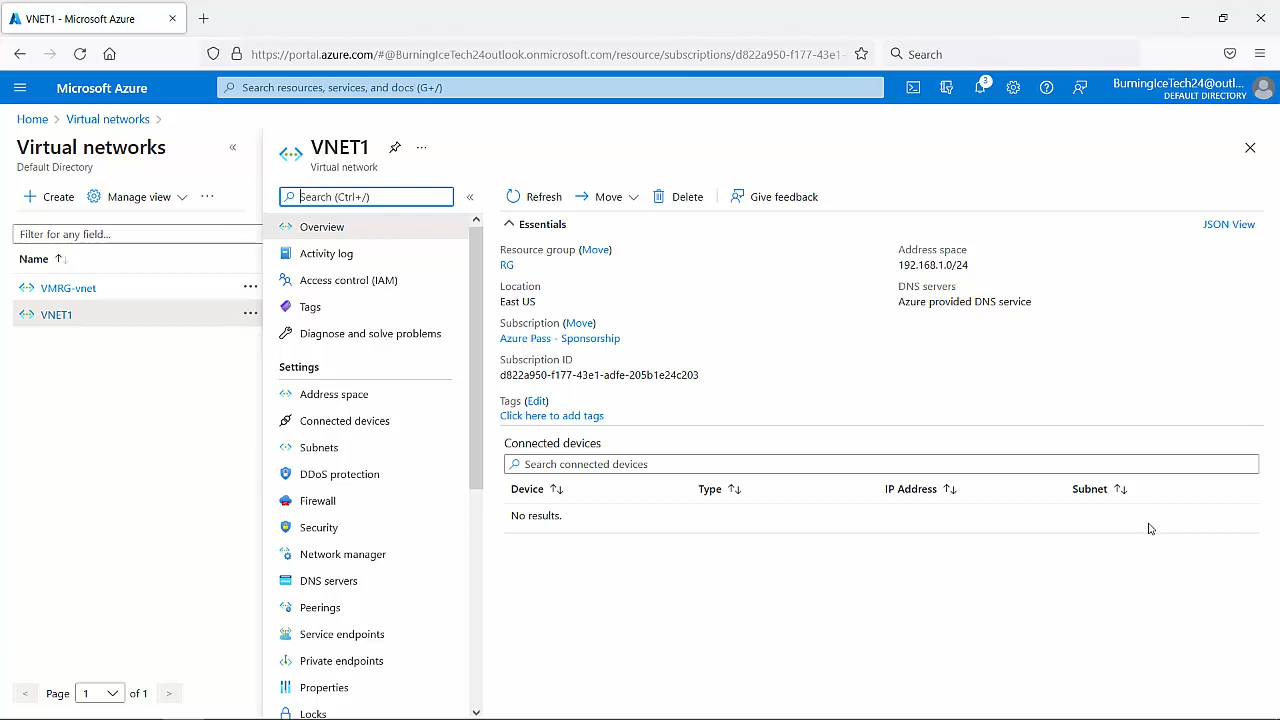 VNET1 - Microsoft Azure
https://portal.azure.com/#@BurningIceTech24outlook.onmicrosoft.com/resource/subscriptions/d822a950-f177-43e1-
Search
Microsoft Azure
Search resources, services, and docs (G+/)
3
BurningIceTech24@outl...
DEFAULT DIRECTORY
Home > Virtual networks >
Virtual networks «
Default Directory
Create Manage view ...
Filter for any field...
Name
VMRG-vnet ...
VNET1 ...
< Page 1 of 1 >
VNET1 ...
Virtual network
Search (Ctrl+/) «
Overview
Activity log
Access control (IAM)
Tags
Diagnose and solve problems
Settings
Address space
Connected devices
Subnets
DDoS protection
Firewall
Security
Network manager
DNS servers
Peerings
Service endpoints
Private endpoints
Properties
Locks
Refresh Move Delete Give feedback
Essentials JSON View
Resource group (Move)
RG
Location
East US
Subscription (Move)
Azure Pass - Sponsorship
Subscription ID
d822a950-f177-43e1-adfe-205b1e24c203
Tags (Edit)
Click here to add tags
Address space
192.168.1.0/24
DNS servers
Azure provided DNS service
Connected devices
Search connected devices
Device Type IP Address Subnet
No results.